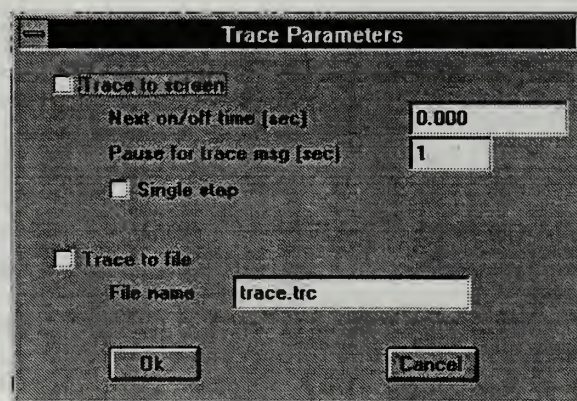 Trace Parameters
Trace to screen
Next on/off time (sec) 0.000
Pause for trace msg (sec) 1
Single step
Trace to file
File name trace.trc
Ok Cancel